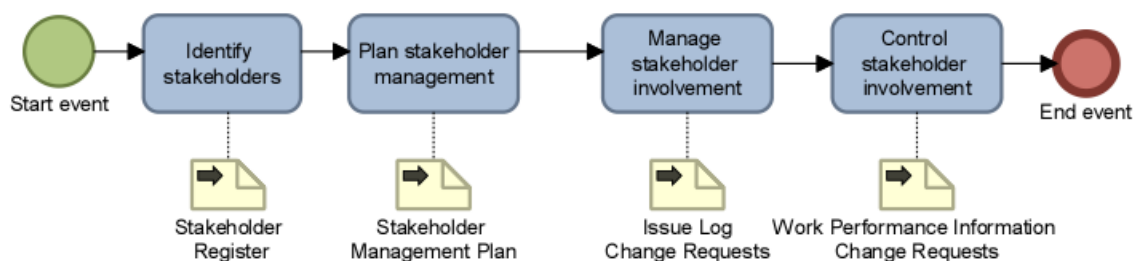 Start event
Identify
stakeholders
Plan stakeholder
management
Manage
stakeholder
involvement
Control
stakeholder
involvement
End event
Stakeholder
Register
Stakeholder
Management Plan
Issue Log
Change Requests
Work Performance Information
Change Requests